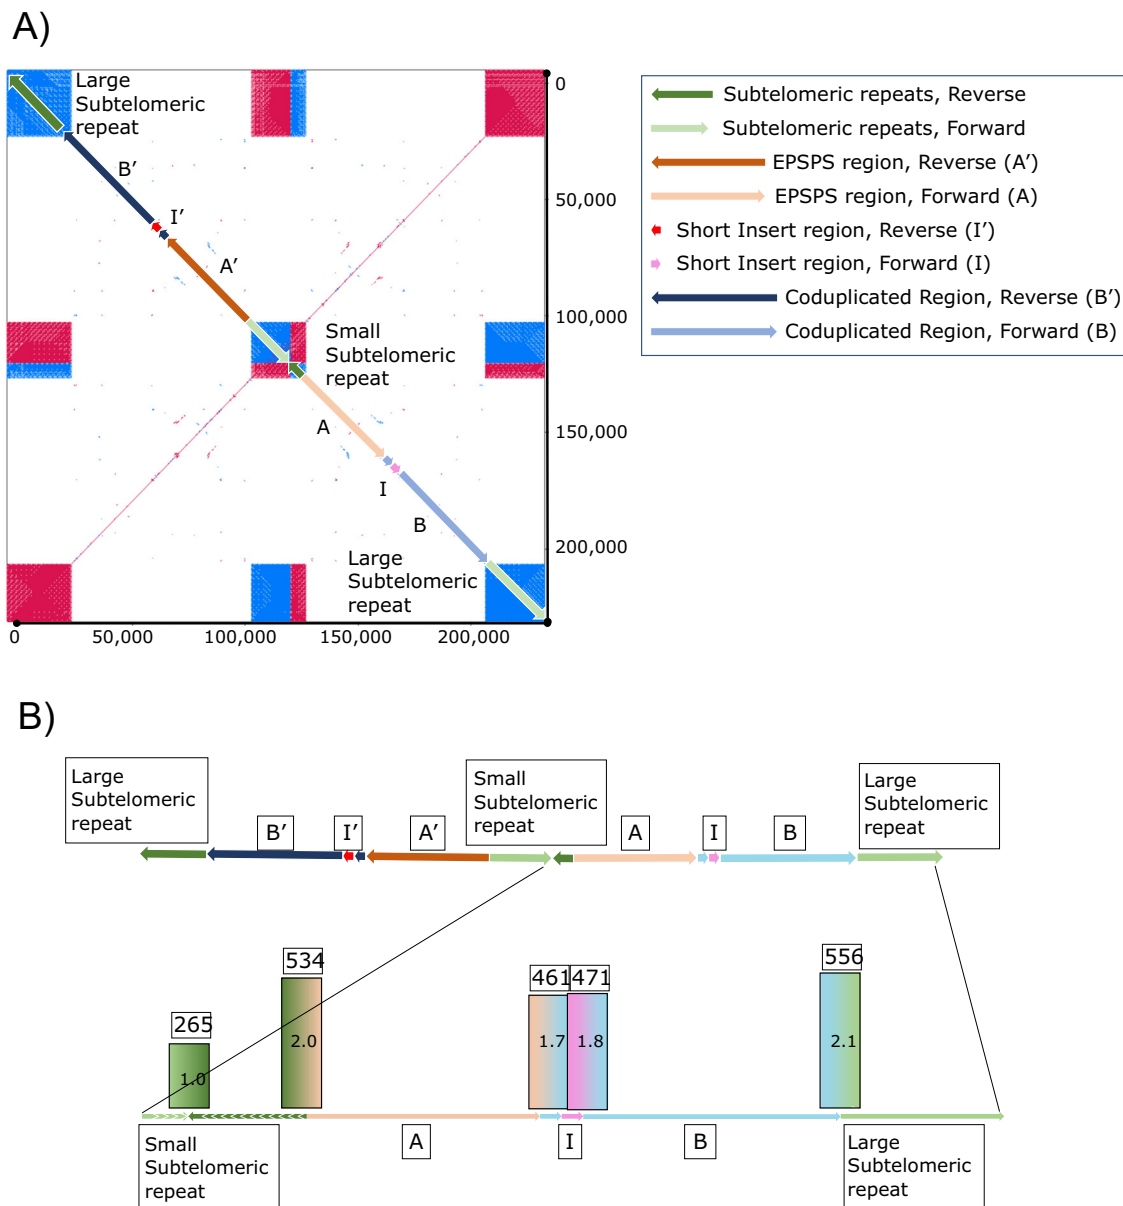 A)
Large
Subtelomeric
repeat
B’
I’
A’
Small
Subtelomeric
repeat
A
I
B
Large
Subtelomeric
repeat
0
50,000
100,000
150,000
200,000
0
50,000
100,000
150,000
200,000
Subtelomeric repeats, Reverse
Subtelomeric repeats, Forward
EPSPS region, Reverse (A’)
EPSPS region, Forward (A)
Short Insert region, Reverse (I’)
Short Insert region, Forward (I)
Coduplicated Region, Reverse (B’)
Coduplicated Region, Forward (B)
B)
Large
Subtelomeric
repeat
B’
I’
A’
Small
Subtelomeric
repeat
A
I
B
Large
Subtelomeric
repeat
265
1.0
534
2.0
461
1.7
471
1.8
556
2.1
Small
Subtelomeric
repeat
A
I
B
Large
Subtelomeric
repeat